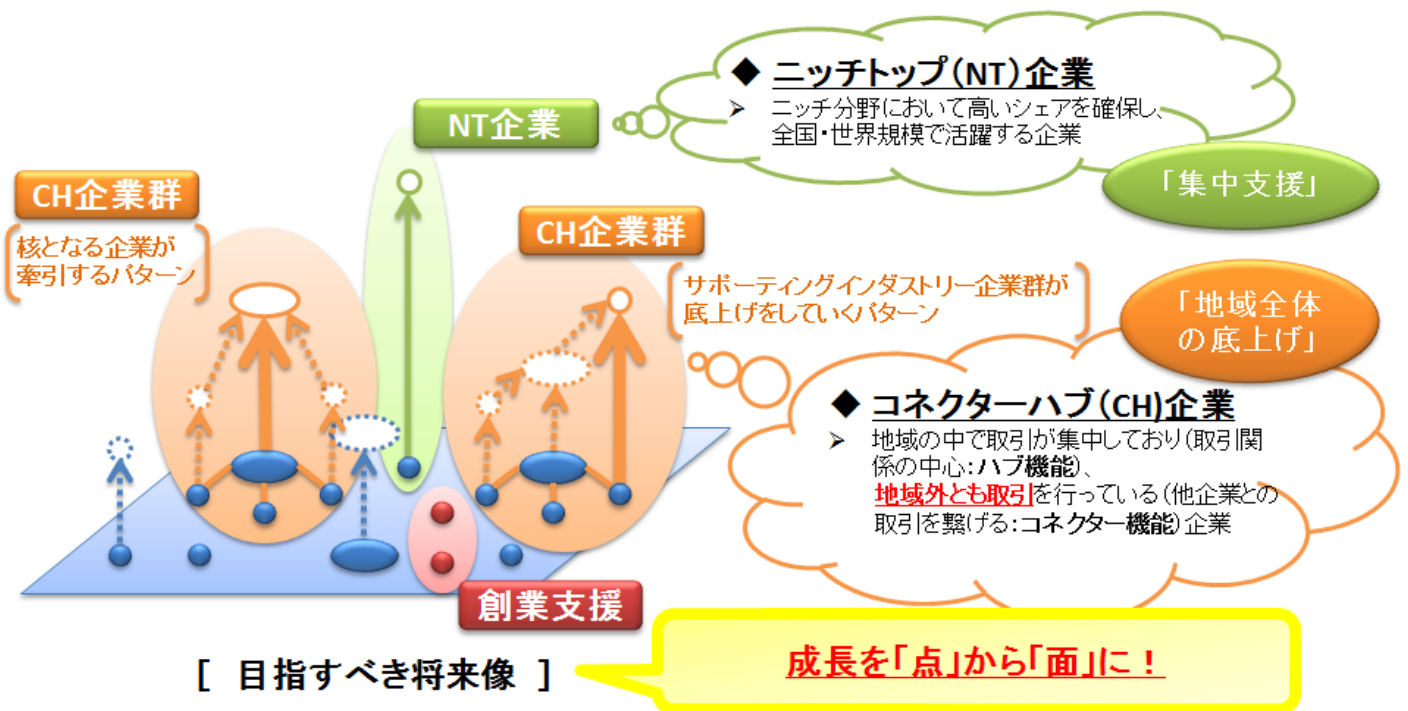 ◆ ニッチトップ(NT)企業
➢ ニッチ分野において高いシェアを確保し、
全国・世界規模で活躍する企業
「集中支援」
NT企業
CH企業群
核となる企業が
牽引するパターン
CH企業群
サポーティングインダストリー企業群が
底上げをしていくパターン
「地域全体
の底上げ」
◆ コネクターハブ(CH)企業
➢ 地域の中で取引が集中しており(取引関
係の中心:ハブ機能)、
地域外とも取引を行っている(他企業との
取引を繋げる:コネクター機能)企業
創業支援
[ 目指すべき将来像 ]
成長を「点」から「面」に!